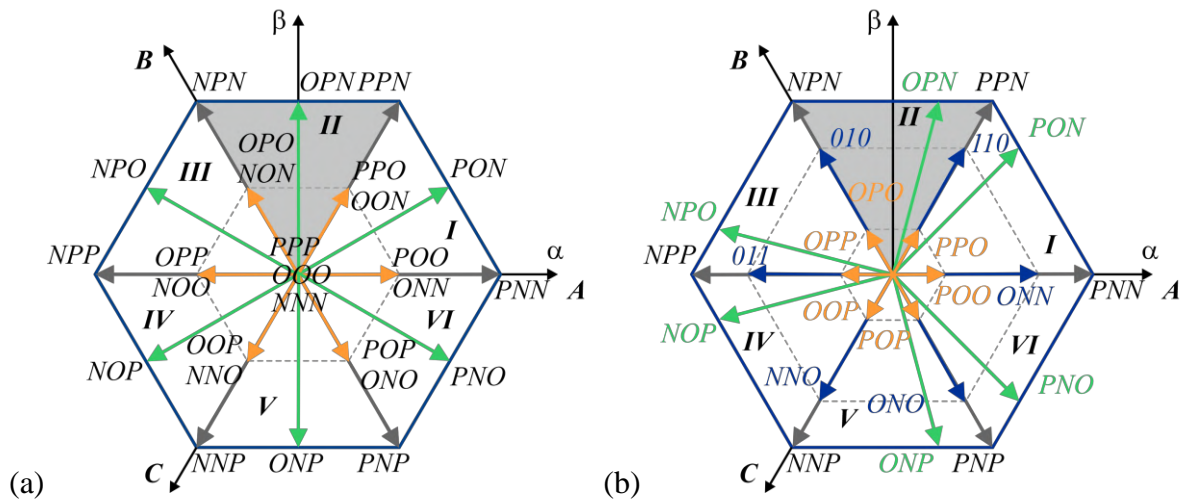 β
B
NPN
OPN
PPN
II
OPO
NON
PPO
OON
NPO
III
PON
I
α
A
NPP
OPP
NOO
PPP
OOO
NNN
POO
ONN
PNN
IV
VI
OOP
NNO
POP
ONO
NOP
PNO
V
C
NNP
ONP
PNP
(a)
β
B
NPN
OPN
PPN
II
010
110
PON
OPO
III
NPO
OPP
PPO
I
α
A
NPP
011
POO
ONN
PNN
OOP
POP
NOP
IV
VI
NNO
ONO
PNO
V
C
NNP
ONP
PNP
(b)